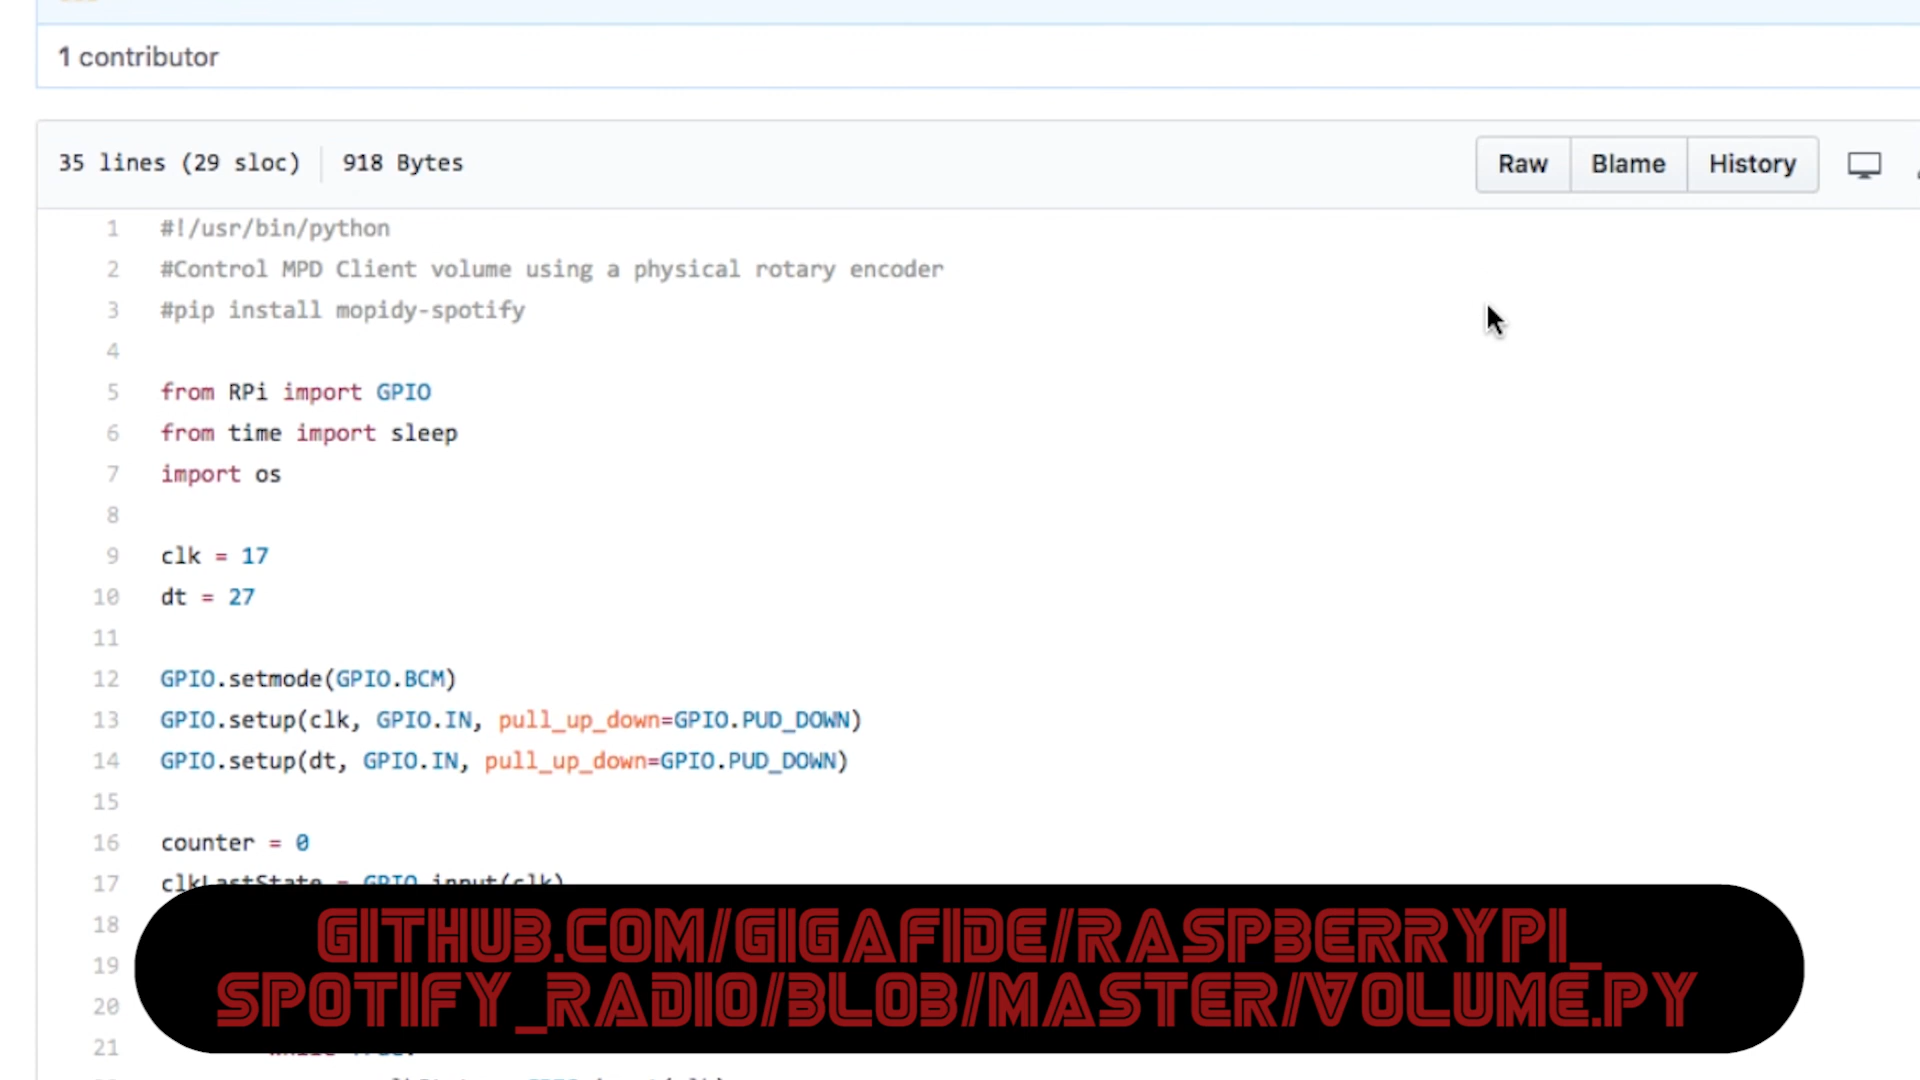 1 contributor
35 lines (29 sloc) 918 Bytes
Raw Blame History
1 #!/usr/bin/python
2 #Control MPD Client volume using a physical rotary encoder
3 #pip install mopidy-spotify
4
5 from RPi import GPIO
6 from time import sleep
7 import os
8
9 clk = 17
10 dt = 27
11
12 GPIO.setmode(GPIO.BCM)
13 GPIO.setup(clk, GPIO.IN, pull_up_down=GPIO.PUD_DOWN)
14 GPIO.setup(dt, GPIO.IN, pull_up_down=GPIO.PUD_DOWN)
15
16 counter = 0
17 clkLastState = GPIO.input(clk)
18
19
20
21
GITHUB.COM/GIGAFIDE/RASPBERRYPI_
SPOTIFY_RADIO/BLOB/MASTER/VOLUME.PY